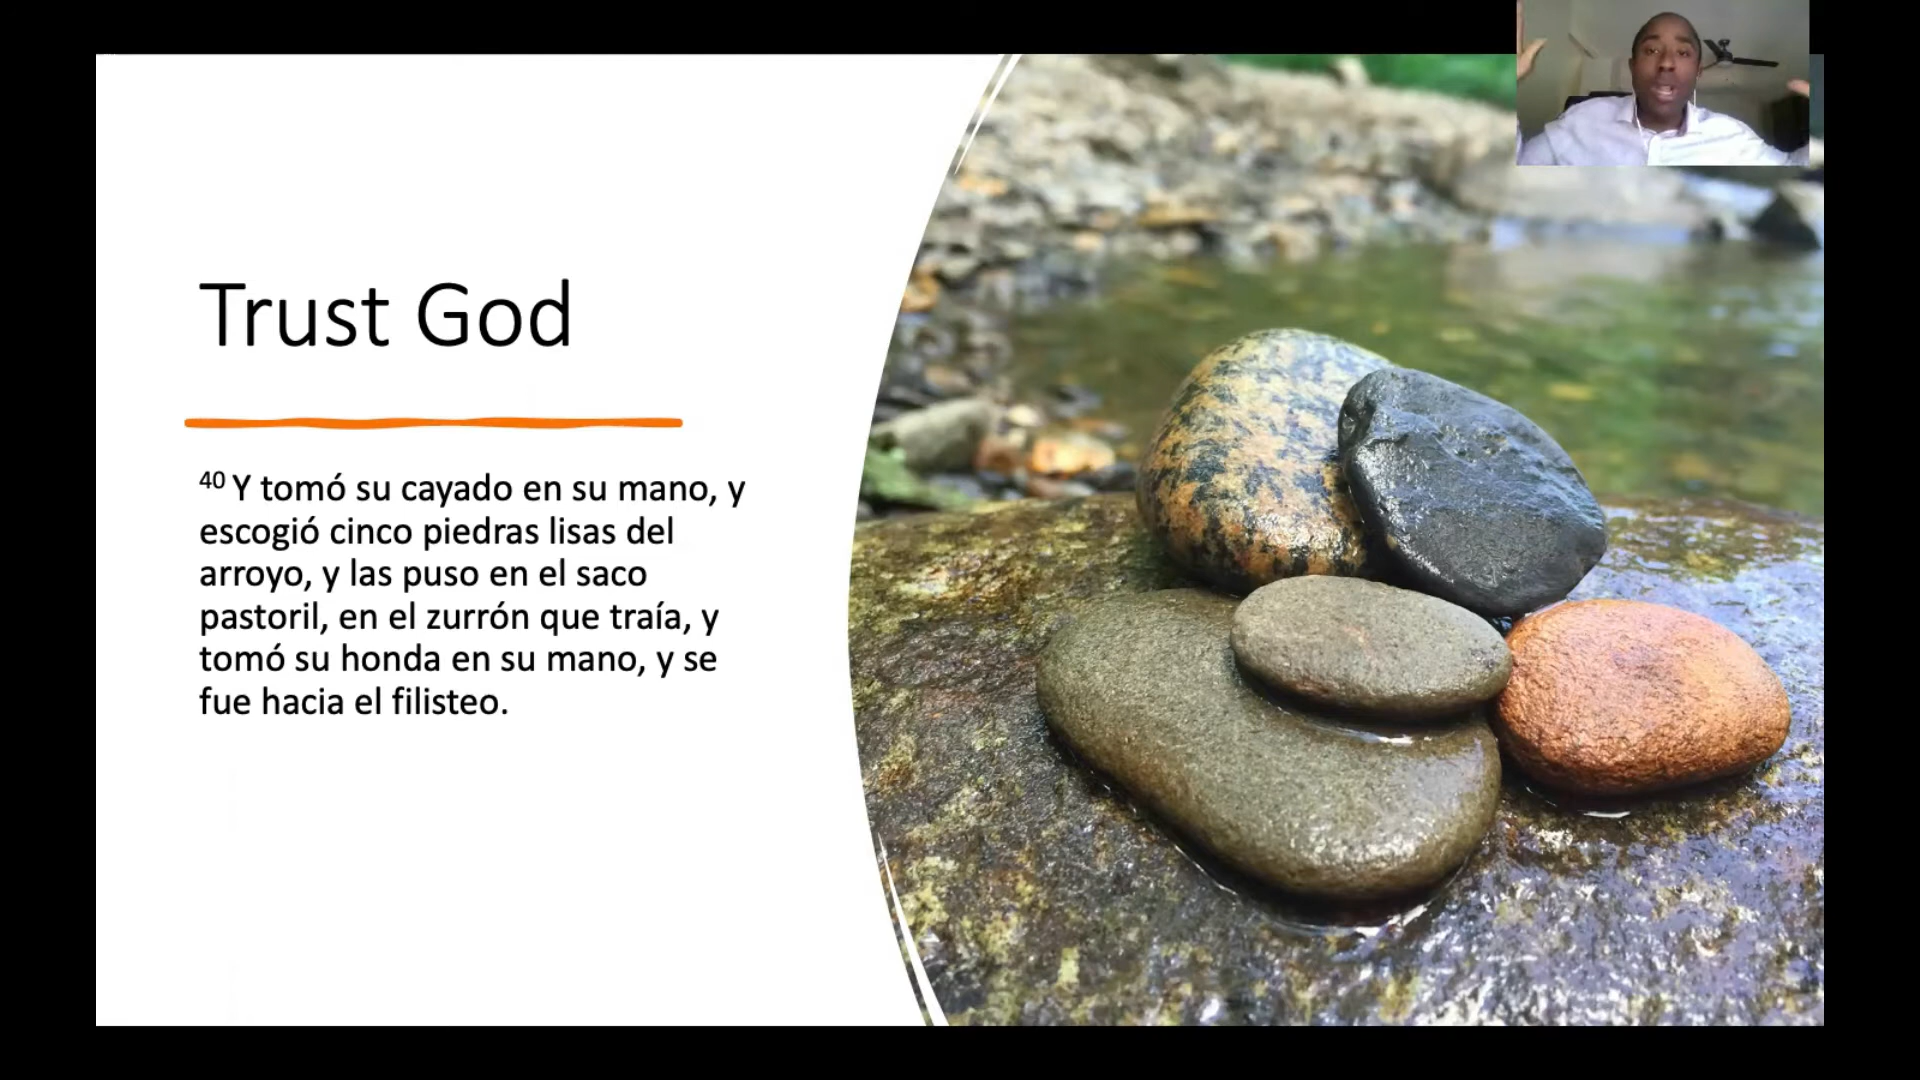 Trust God
40 Y tomó su cayado en su mano, y
escogió cinco piedras lisas del
arroyo, y las puso en el saco
pastoril, en el zurrón que traía, y
tomó su honda en su mano, y se
fue hacia el filisteo.